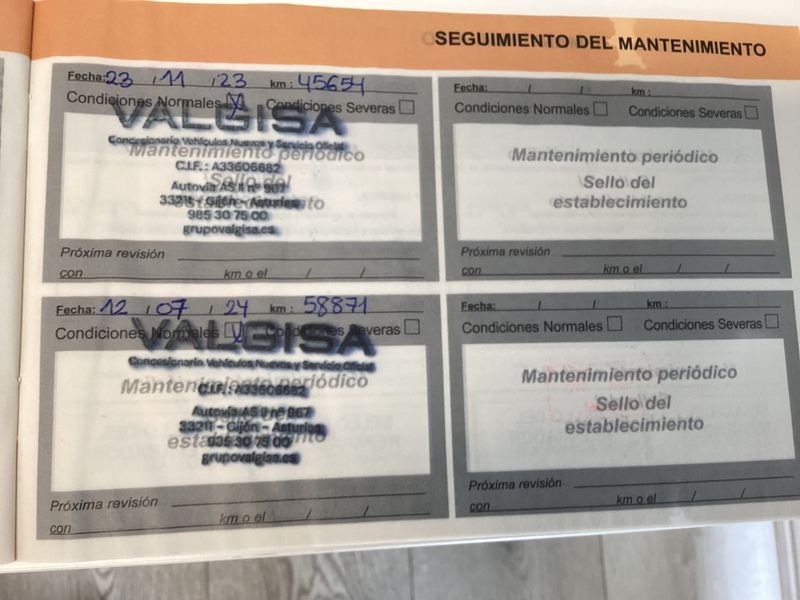 SEGUIMIENTO DEL MANTENIMIENTO
Fecha: 23 / 11 / 23 km : 45654
Condiciones Normales Condiciones Severas
VALGISA
Concesionario Vehículos Nuevos y Servicio Oficial
Mantenimiento periódico
C.I.F.: A33606682
Sello del
Autovía AS II nº 967
establecimiento
33211 - Gijón - Asturias
985 30 75 00
grupovalgisa.es
Próxima revisión
con km o el / /
Fecha: / / km :
Condiciones Normales Condiciones Severas
Mantenimiento periódico
Sello del
establecimiento
Próxima revisión
con km o el / /
Fecha: 12 / 07 / 24 km : 58871
Condiciones Normales Condiciones Severas
VALGISA
Concesionario Vehículos Nuevos y Servicio Oficial
Mantenimiento periódico
C.I.F.: A33606682
Autovía AS II nº 967
33211 - Gijón - Asturias
establecimiento
985 30 75 00
grupovalgisa.es
Próxima revisión
con km o el / /
Fecha: / / km :
Condiciones Normales Condiciones Severas
Mantenimiento periódico
Sello del
establecimiento
Próxima revisión
con km o el / /